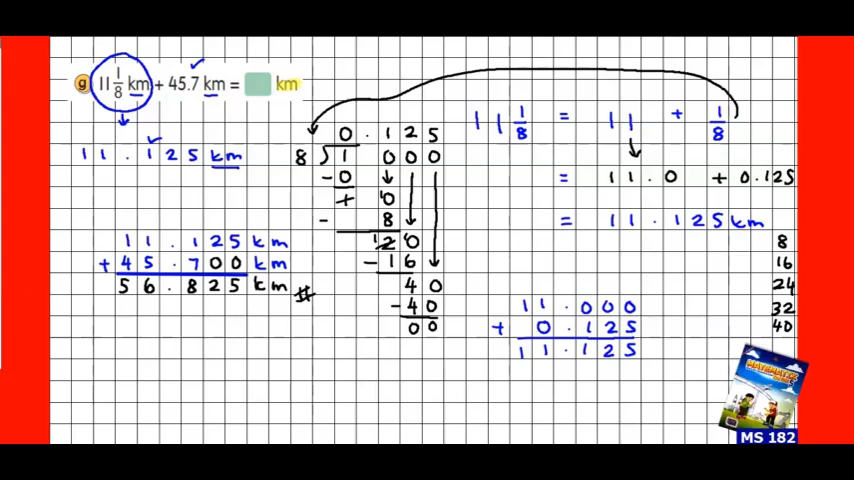 g 11 1/8 km + 45.7 km = km
11.125 km
11.125 km
+ 45.700 km
56.825 km #
0.125
8 1 000
- 0
1 10
- 8
12 10
- 16
40
- 40
00
11 1/8 = 11 + 1/8
= 11.0 + 0.125
= 11.125 km
11.000
+ 0.125
11.125
8
16
24
32
40
MS 182